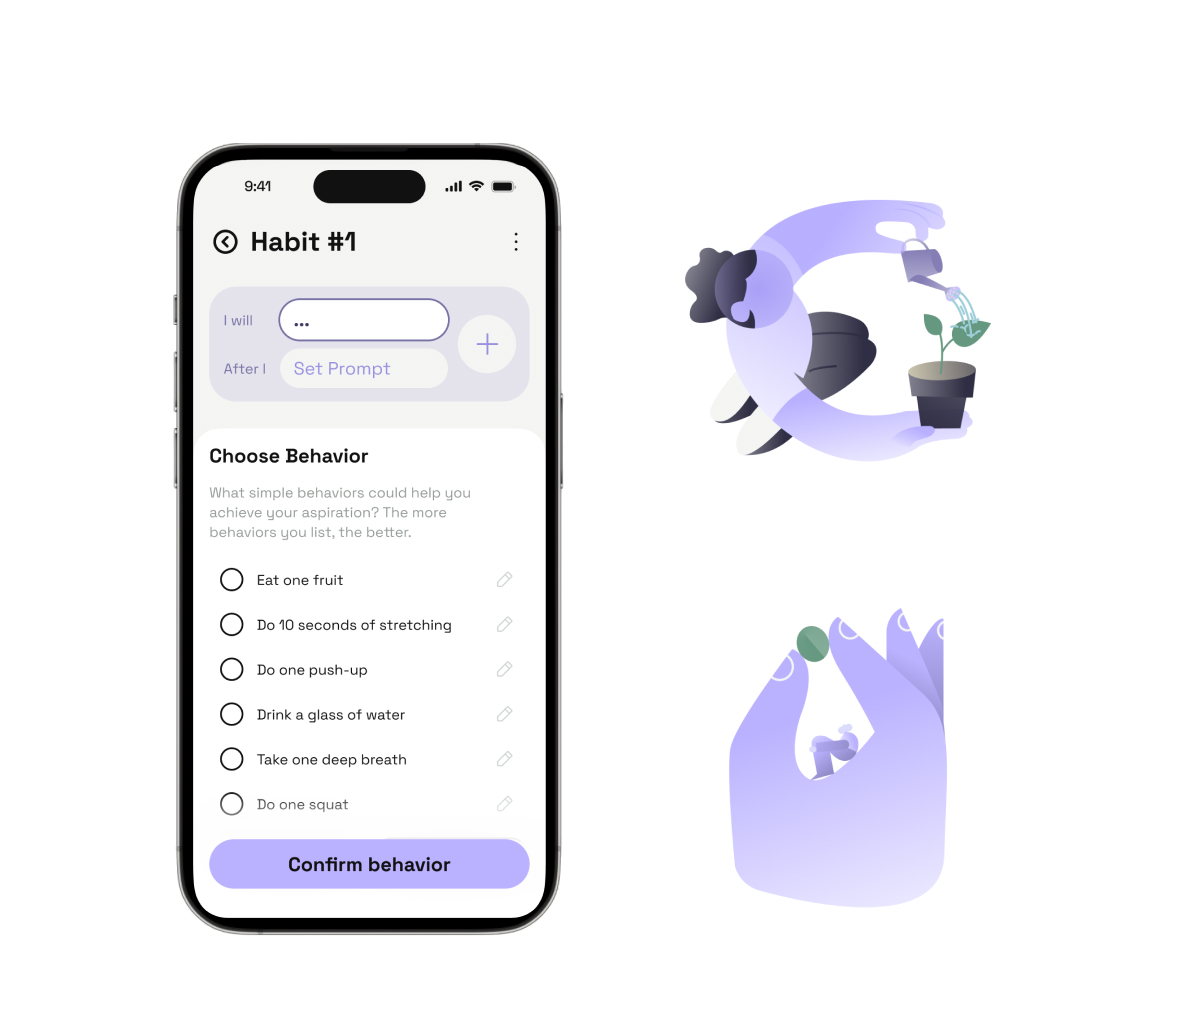 9:41
Habit #1
I will
...
After I
Set Prompt
Choose Behavior
What simple behaviors could help you
achieve your aspiration? The more
behaviors you list, the better.
Eat one fruit
Do 10 seconds of stretching
Do one push-up
Drink a glass of water
Take one deep breath
Do one squat
Confirm behavior